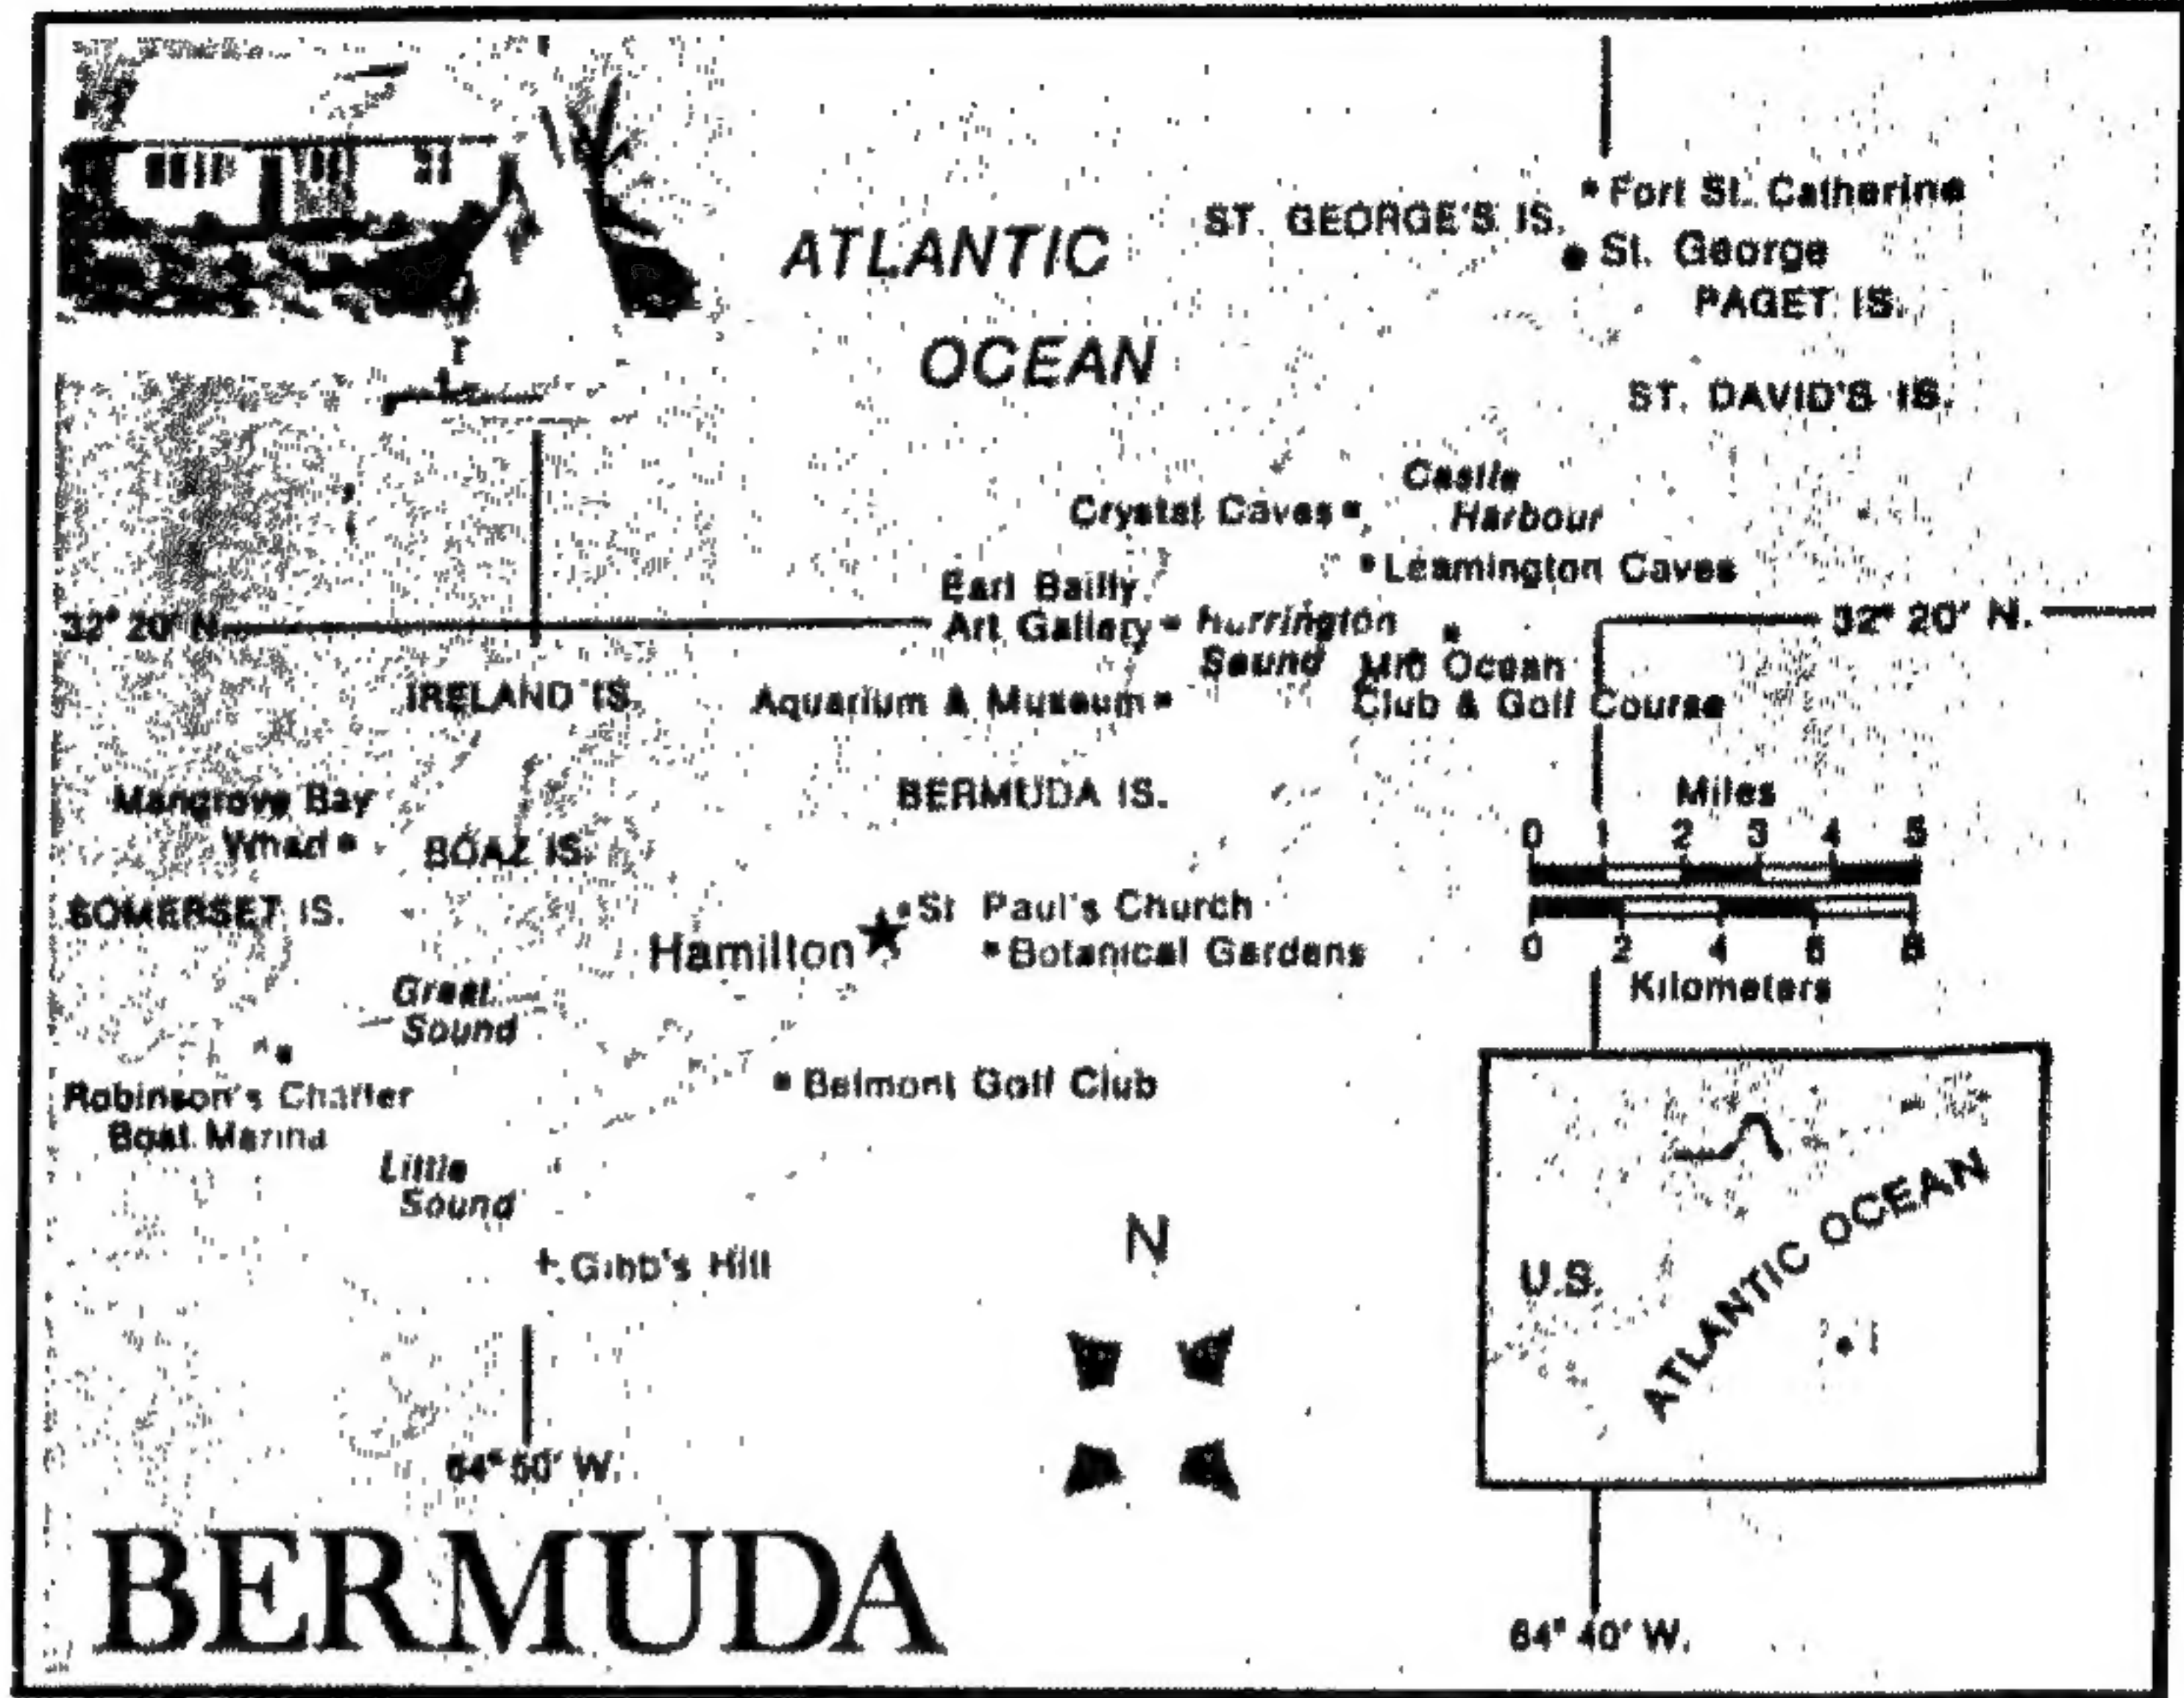 ATLANTIC
OCEAN
ST. GEORGE'S IS.
Fort St. Catherine
St. George
PAGET IS.
ST. DAVID'S IS.
Castle
Harbour
Crystal Caves
Leamington Caves
Earl Bailly
Art Gallery
Harrington
Sound
32° 20' N.
32° 20' N.
Mid Ocean
Club & Golf Course
IRELAND IS.
Aquarium & Museum
BERMUDA IS.
Mangrove Bay
Wharf
BOAZ IS.
SOMERSET IS.
Miles
0 1 2 3 4 5
0 2 4 6 8
Kilometers
St Paul's Church
Hamilton
Botanical Gardens
Great
Sound
Robinson's Charter
Boat Marina
Belmont Golf Club
Little
Sound
Gibb's Hill
N
U.S.
ATLANTIC OCEAN
64° 50' W.
BERMUDA
64° 40' W.